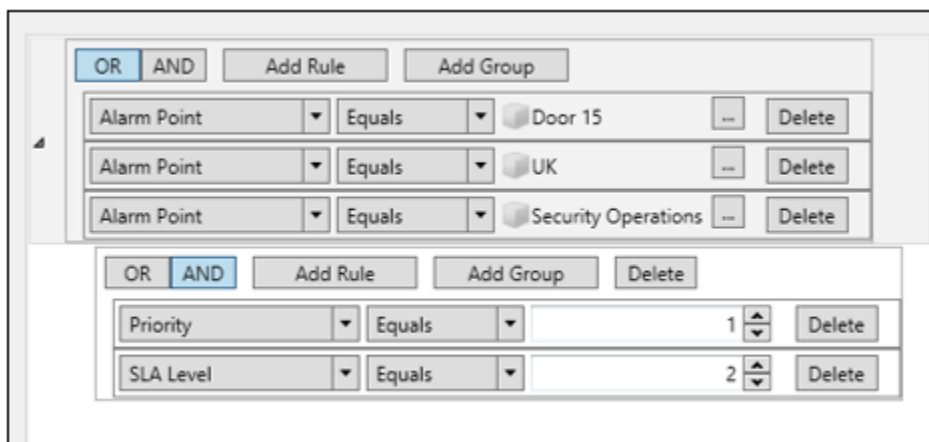 OR AND Add Rule Add Group
Alarm Point Equals Door 15 ... Delete
Alarm Point Equals UK ... Delete
Alarm Point Equals Security Operations ... Delete
OR AND Add Rule Add Group Delete
Priority Equals 1 Delete
SLA Level Equals 2 Delete